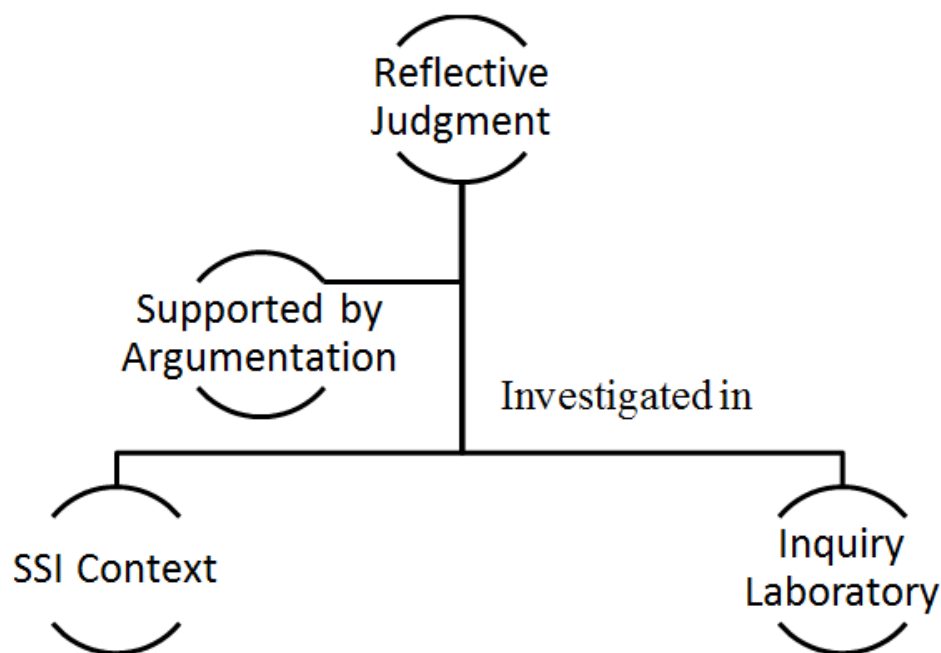 Reflective
Judgment
Supported by
Argumentation
Investigated in
SSI Context
Inquiry
Laboratory